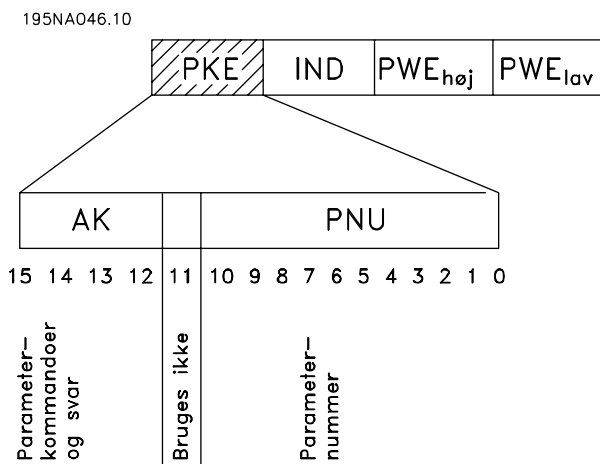 195NA046.10
PKE IND PWEhøj PWElav
AK PNU
15 14 13 12 11 10 9 8 7 6 5 4 3 2 1 0
Parameter-
kommandoer
og svar
Bruges ikke
Parameter-
nummer